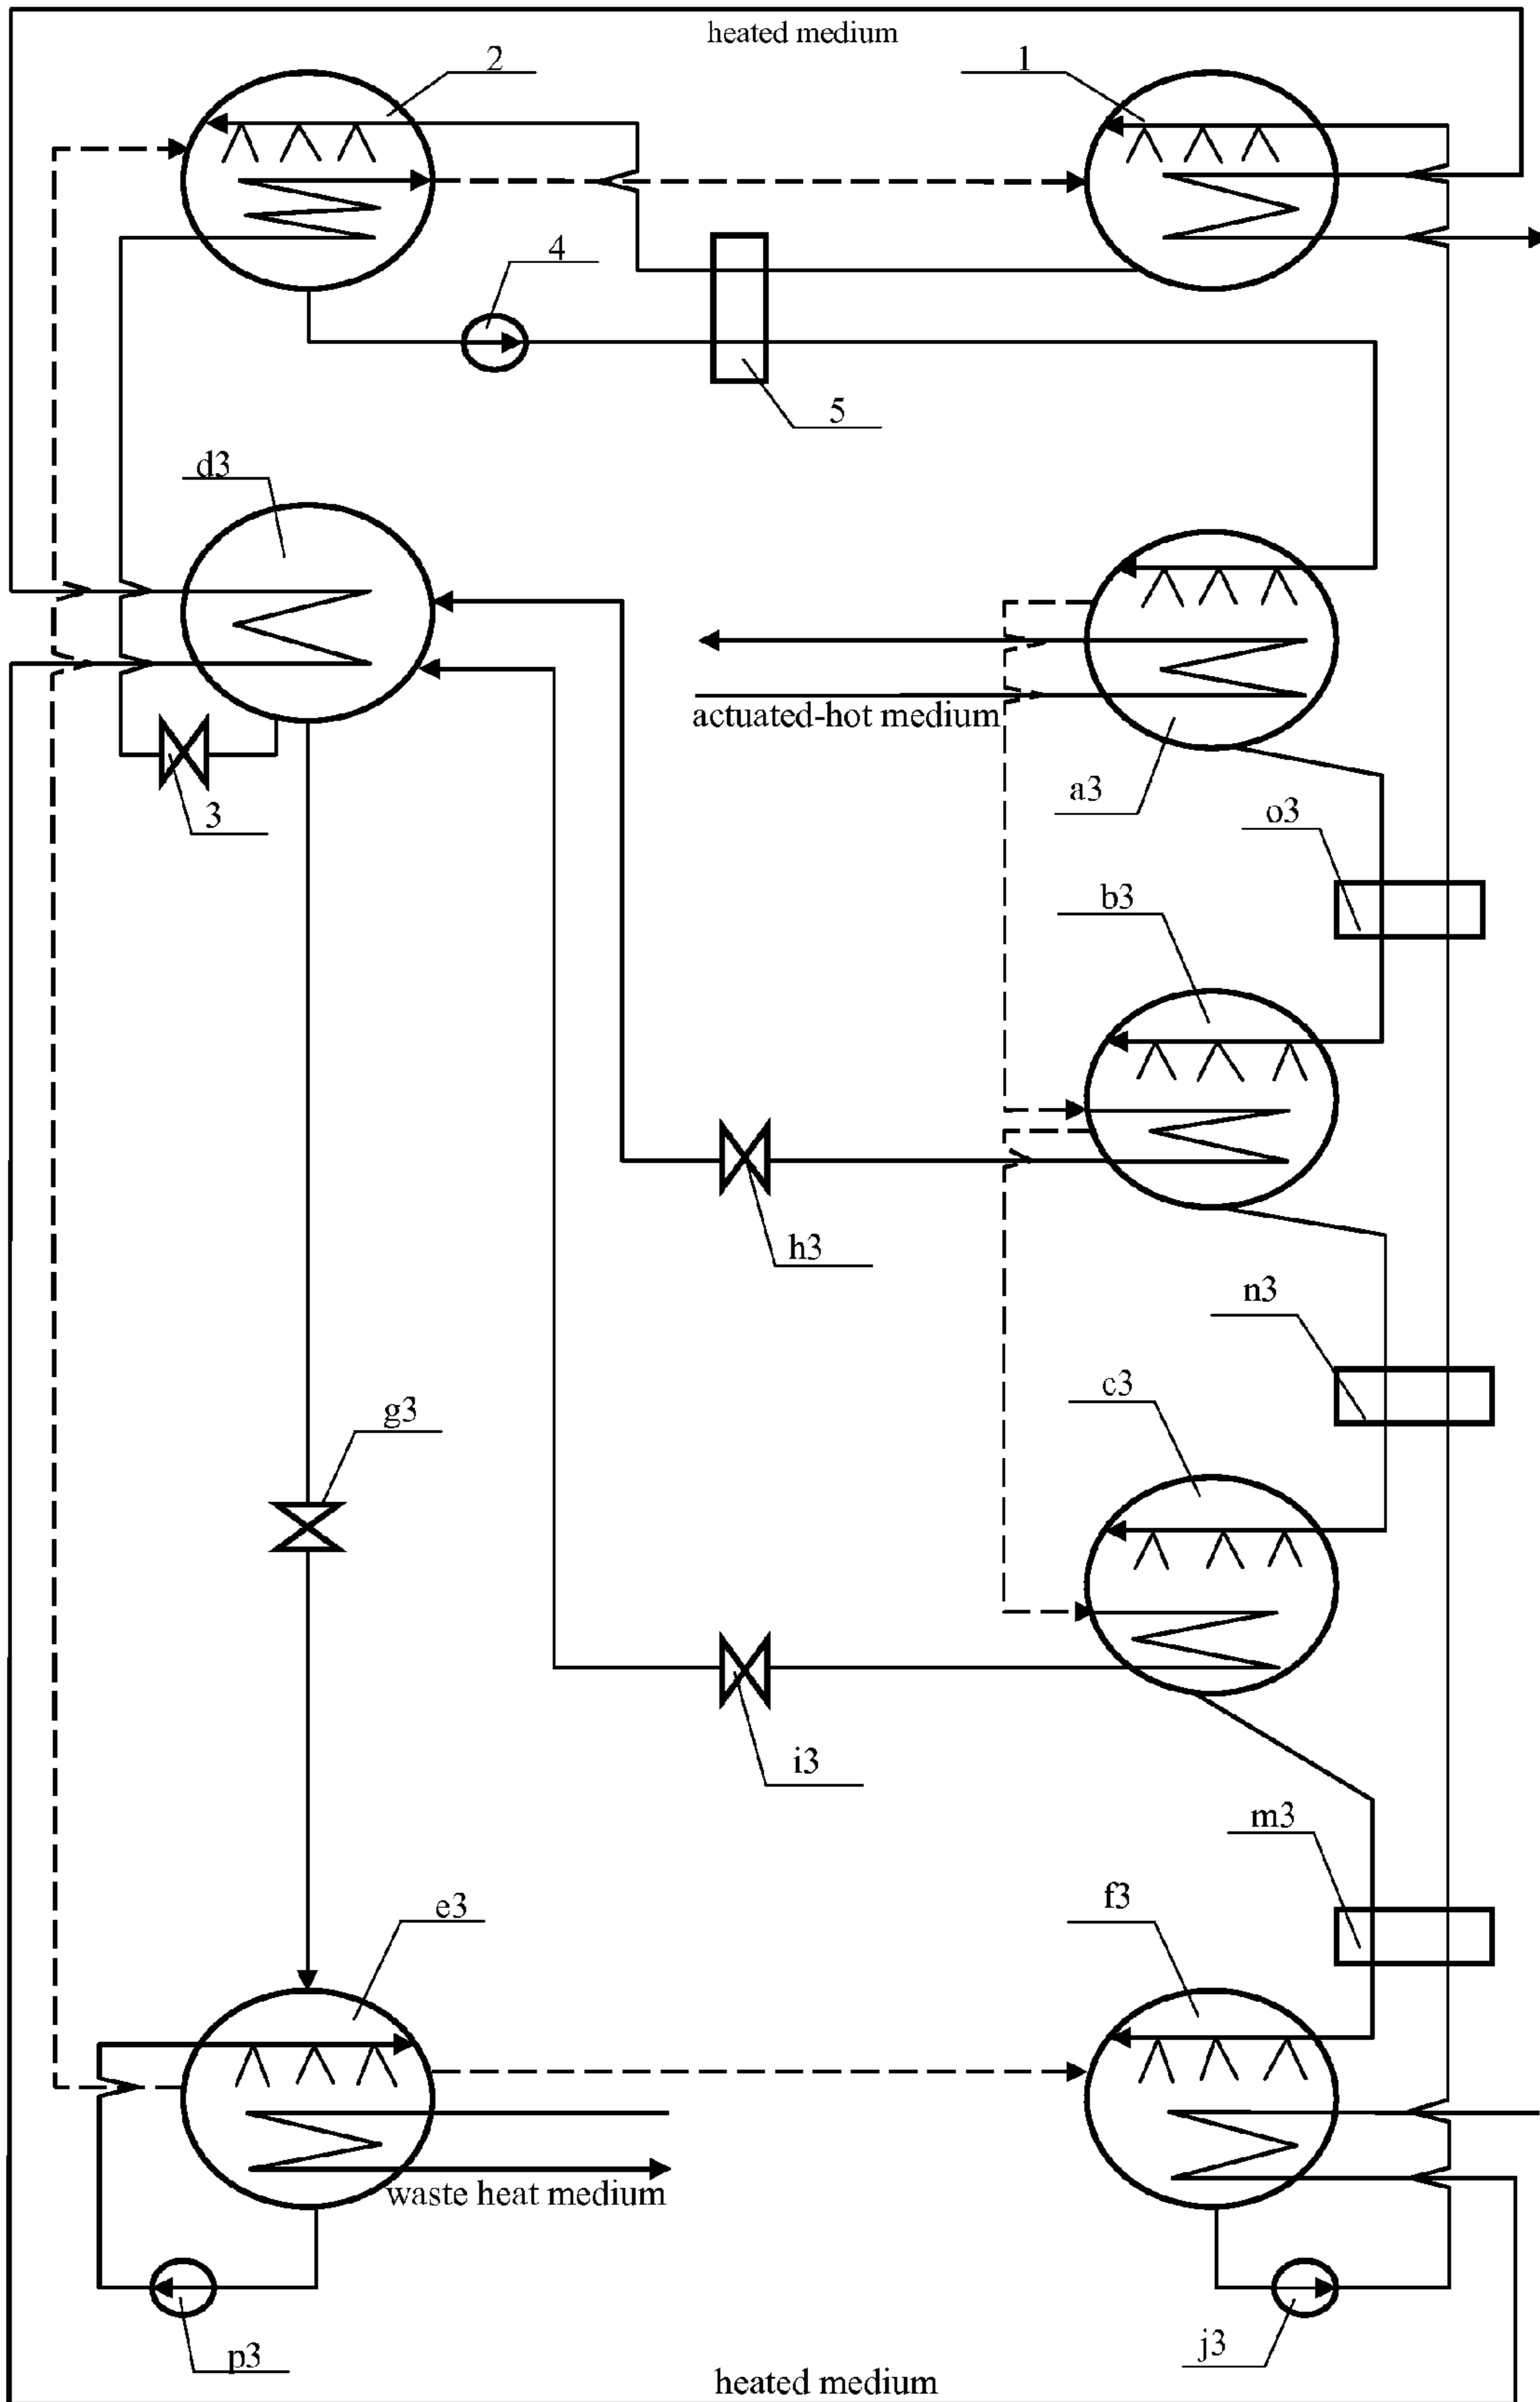 heated medium
2
1
4
5
d3
actuated-hot medium
a3
3
o3
b3
h3
n3
c3
g3
i3
m3
f3
e3
waste heat medium
p3
j3
heated medium